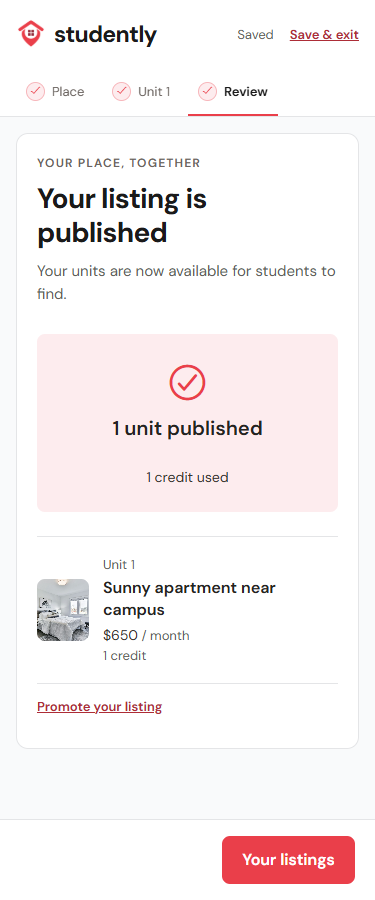 studently
Saved
Save & exit
Place
Unit 1
Review
YOUR PLACE, TOGETHER
Your listing is
published
Your units are now available for students to
find.
1 unit published
1 credit used
Unit 1
Sunny apartment near
campus
$650 / month
1 credit
Promote your listing
Your listings